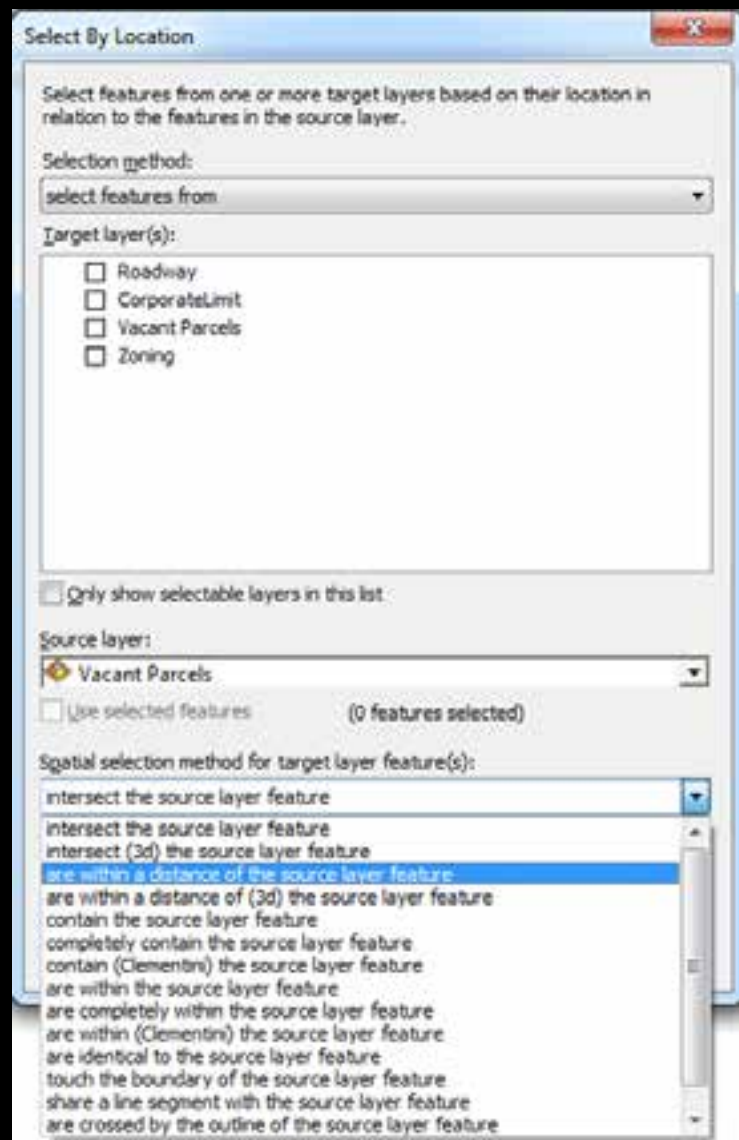 Select By Location
Select features from one or more target layers based on their location in
relation to the features in the source layer.
Selection method:
select features from
Target layer(s):
Roadway
CorporateLimit
Vacant Parcels
Zoning
Only show selectable layers in this list
Source layer:
Vacant Parcels
Use selected features (0 features selected)
Spatial selection method for target layer feature(s):
intersect the source layer feature
intersect the source layer feature
intersect (3d) the source layer feature
are within a distance of the source layer feature
are within a distance of (3d) the source layer feature
contain the source layer feature
completely contain the source layer feature
contain (Clementini) the source layer feature
are within the source layer feature
are completely within the source layer feature
are within (Clementini) the source layer feature
are identical to the source layer feature
touch the boundary of the source layer feature
share a line segment with the source layer feature
are crossed by the outline of the source layer feature